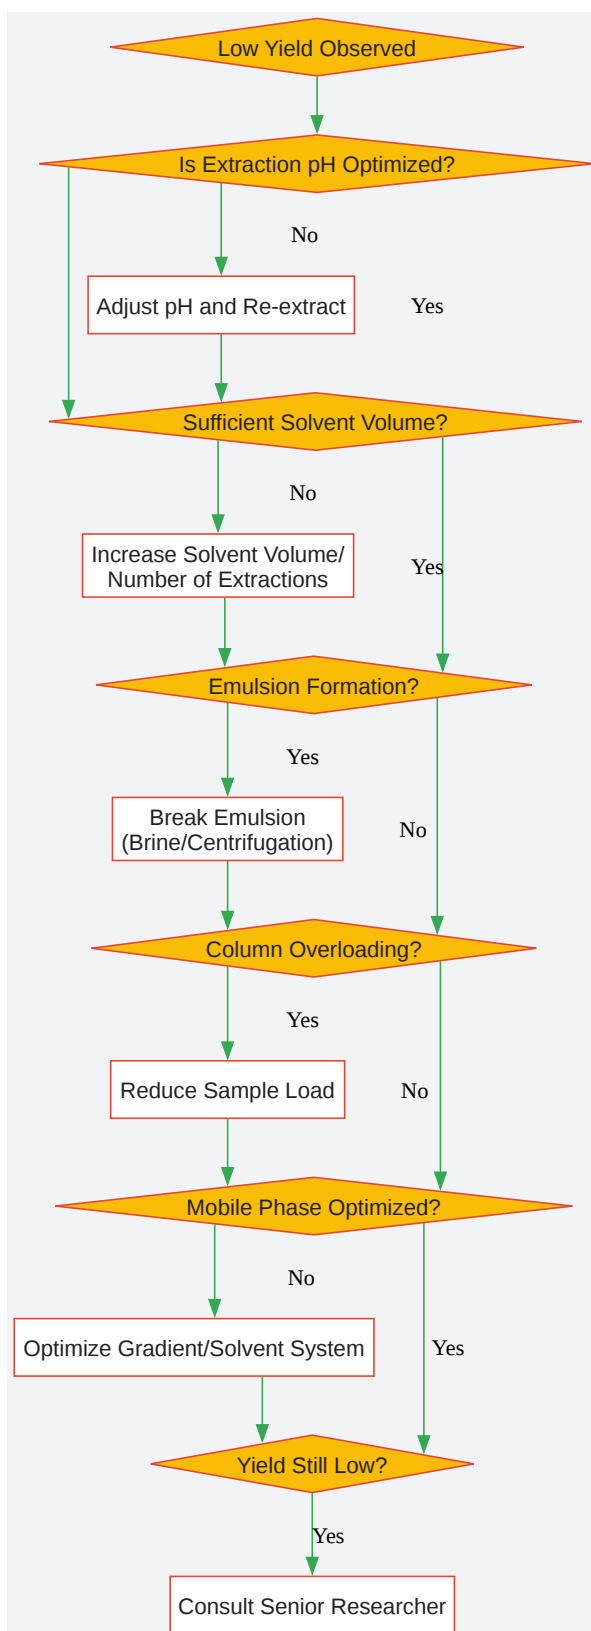 Low Yield Observed
Is Extraction pH Optimized?
No
Adjust pH and Re-extract
Yes
Sufficient Solvent Volume?
No
Increase Solvent Volume/
Number of Extractions
Yes
Emulsion Formation?
Yes
Break Emulsion
(Brine/Centrifugation)
No
Column Overloading?
Yes
Reduce Sample Load
No
Mobile Phase Optimized?
No
Optimize Gradient/Solvent System
Yes
Yield Still Low?
Yes
Consult Senior Researcher